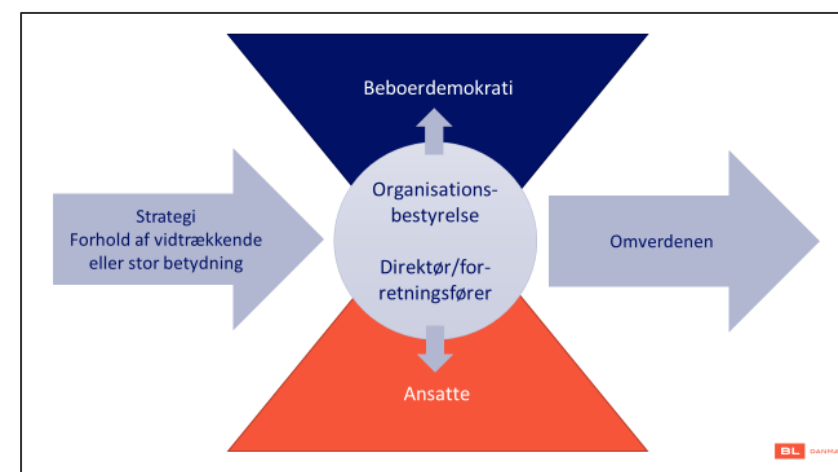 Beboerdemokrati
Organisations-
bestyrelse
Direktør/for-
retningsfører
Strategi
Forhold af vidtrækkende
eller stor betydning
Omverdenen
Ansatte
BL